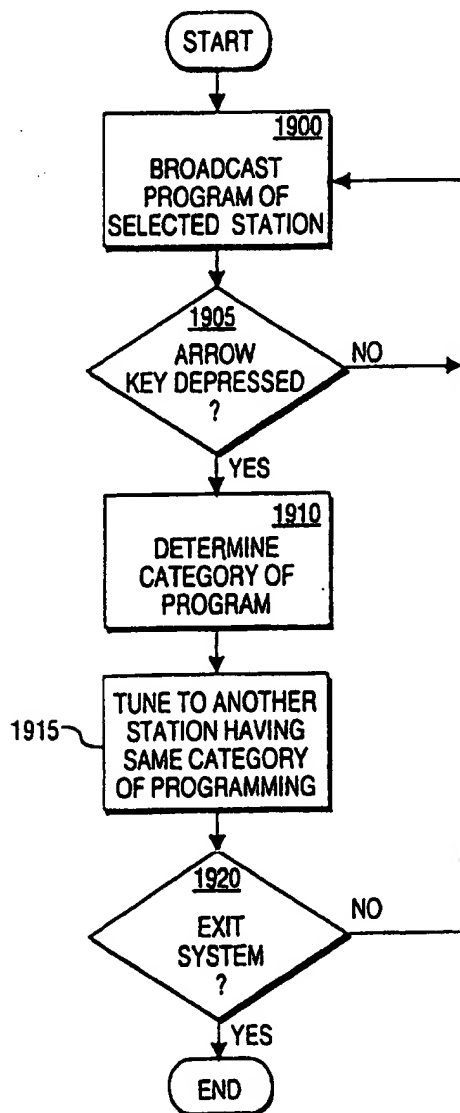 START
1900
BROADCAST
PROGRAM OF
SELECTED STATION
1905
ARROW
KEY DEPRESSED
?
NO
YES
1910
DETERMINE
CATEGORY OF
PROGRAM
1915
TUNE TO ANOTHER
STATION HAVING
SAME CATEGORY
OF PROGRAMMING
1920
EXIT
SYSTEM
?
NO
YES
END